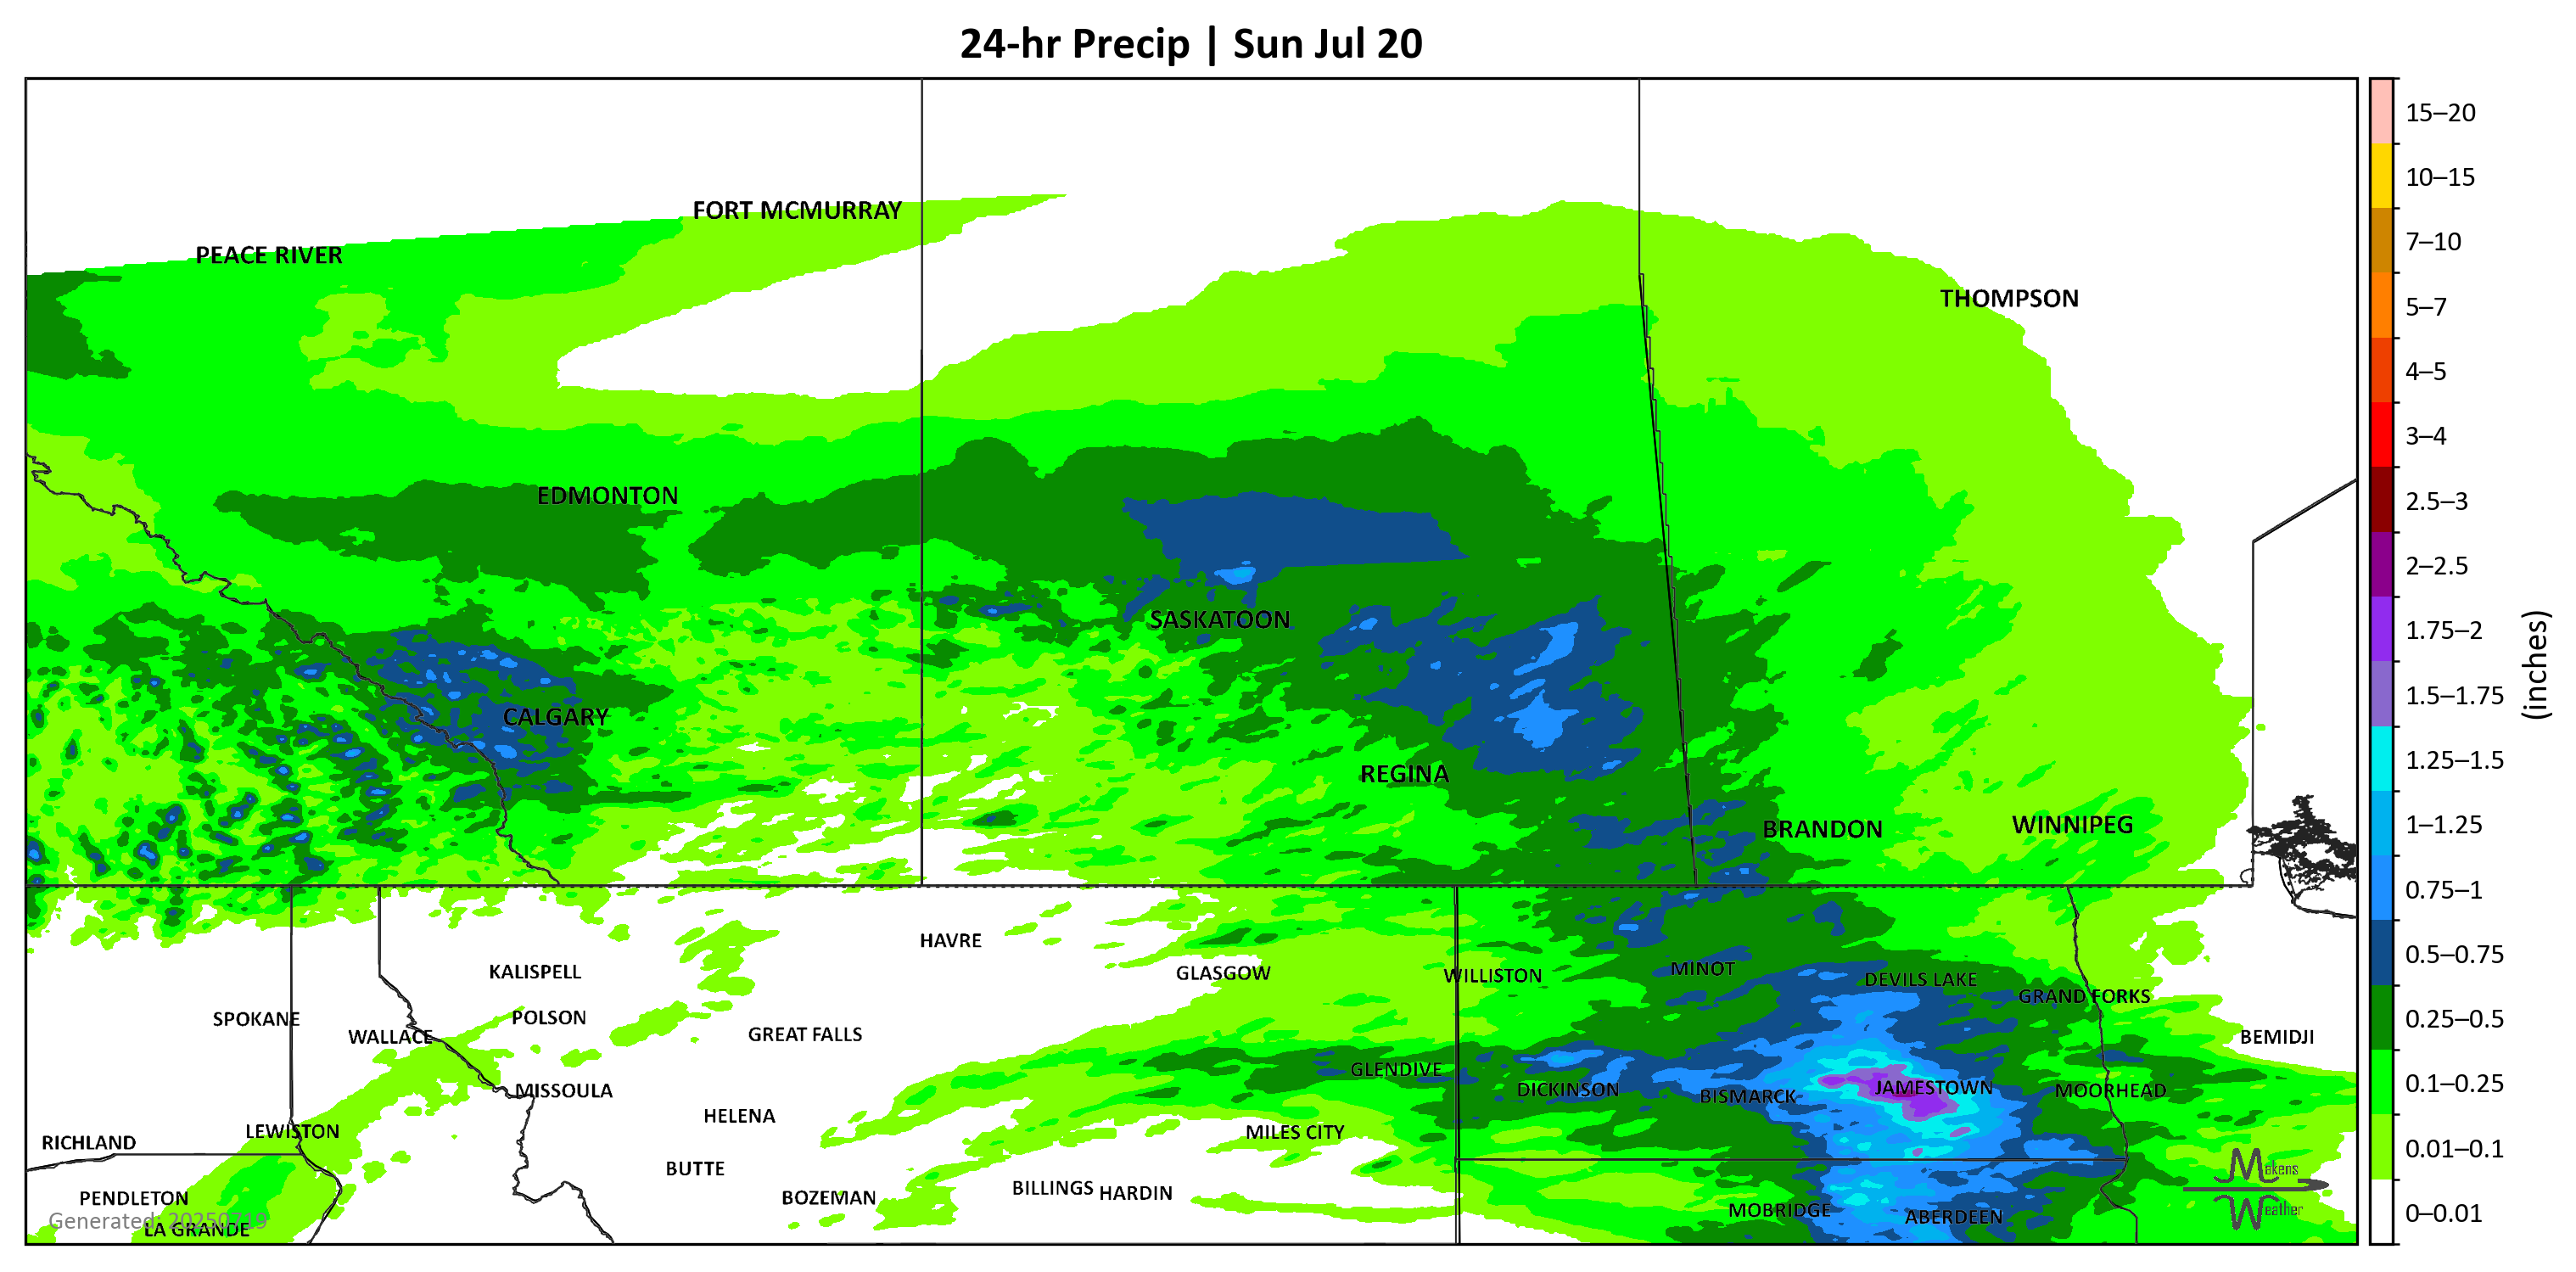 24-hr Precip | Sun Jul 20
FORT MCMURRAY
PEACE RIVER
THOMPSON
EDMONTON
SASKATOON
CALGARY
REGINA
BRANDON
WINNIPEG
HAVRE
KALISPELL
GLASGOW
WILLISTON
MINOT
DEVILS LAKE
GRAND FORKS
SPOKANE
WALLACE
POLSON
GREAT FALLS
BEMIDJI
MISSOULA
GLENDIVE
DICKINSON
BISMARCK
JAMESTOWN
MOORHEAD
HELENA
RICHLAND
LEWISTON
MILES CITY
BUTTE
PENDLETON
BOZEMAN
BILLINGS
HARDIN
MOBRIDGE
ABERDEEN
Generated: 20250719
LA GRANDE
Makens
Weather
15–20
10–15
7–10
5–7
4–5
3–4
2.5–3
2–2.5
1.75–2
1.5–1.75
1.25–1.5
1–1.25
0.75–1
0.5–0.75
0.25–0.5
0.1–0.25
0.01–0.1
0–0.01
(inches)